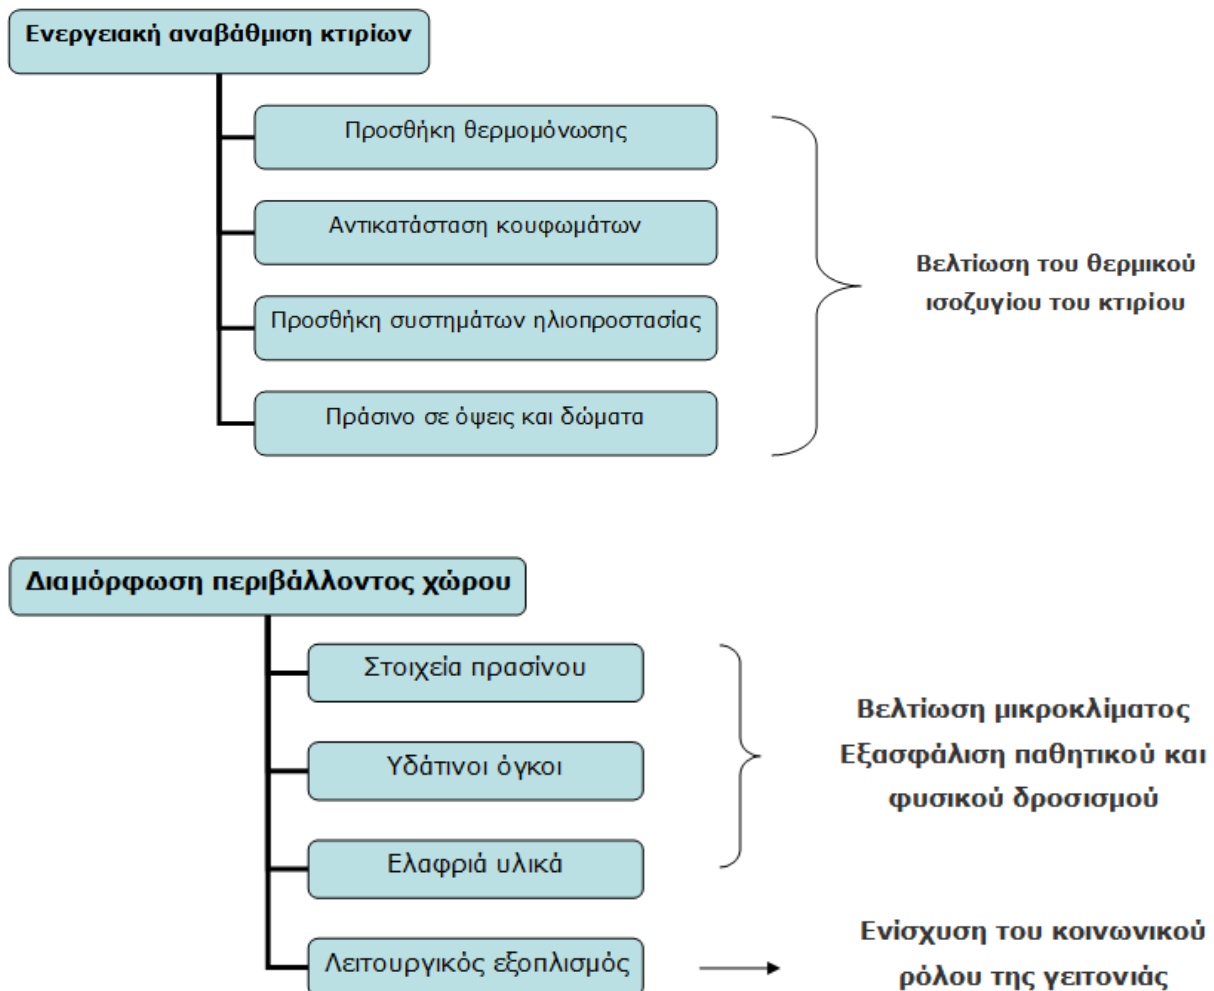 Ενεργειακή αναβάθμιση κτιρίων
Προσθήκη θερμομόνωσης
Αντικατάσταση κουφωμάτων
Προσθήκη συστημάτων ηλιοπροστασίας
Πράσινο σε όψεις και δώματα
Βελτίωση του θερμικού
ισοζυγίου του κτιρίου
Διαμόρφωση περιβάλλοντος χώρου
Στοιχεία πρασίνου
Υδάτινοι όγκοι
Ελαφριά υλικά
Βελτίωση μικροκλίματος
Εξασφάλιση παθητικού και
φυσικού δροσισμού
Λειτουργικός εξοπλισμός
Ενίσχυση του κοινωνικού
ρόλου της γειτονιάς